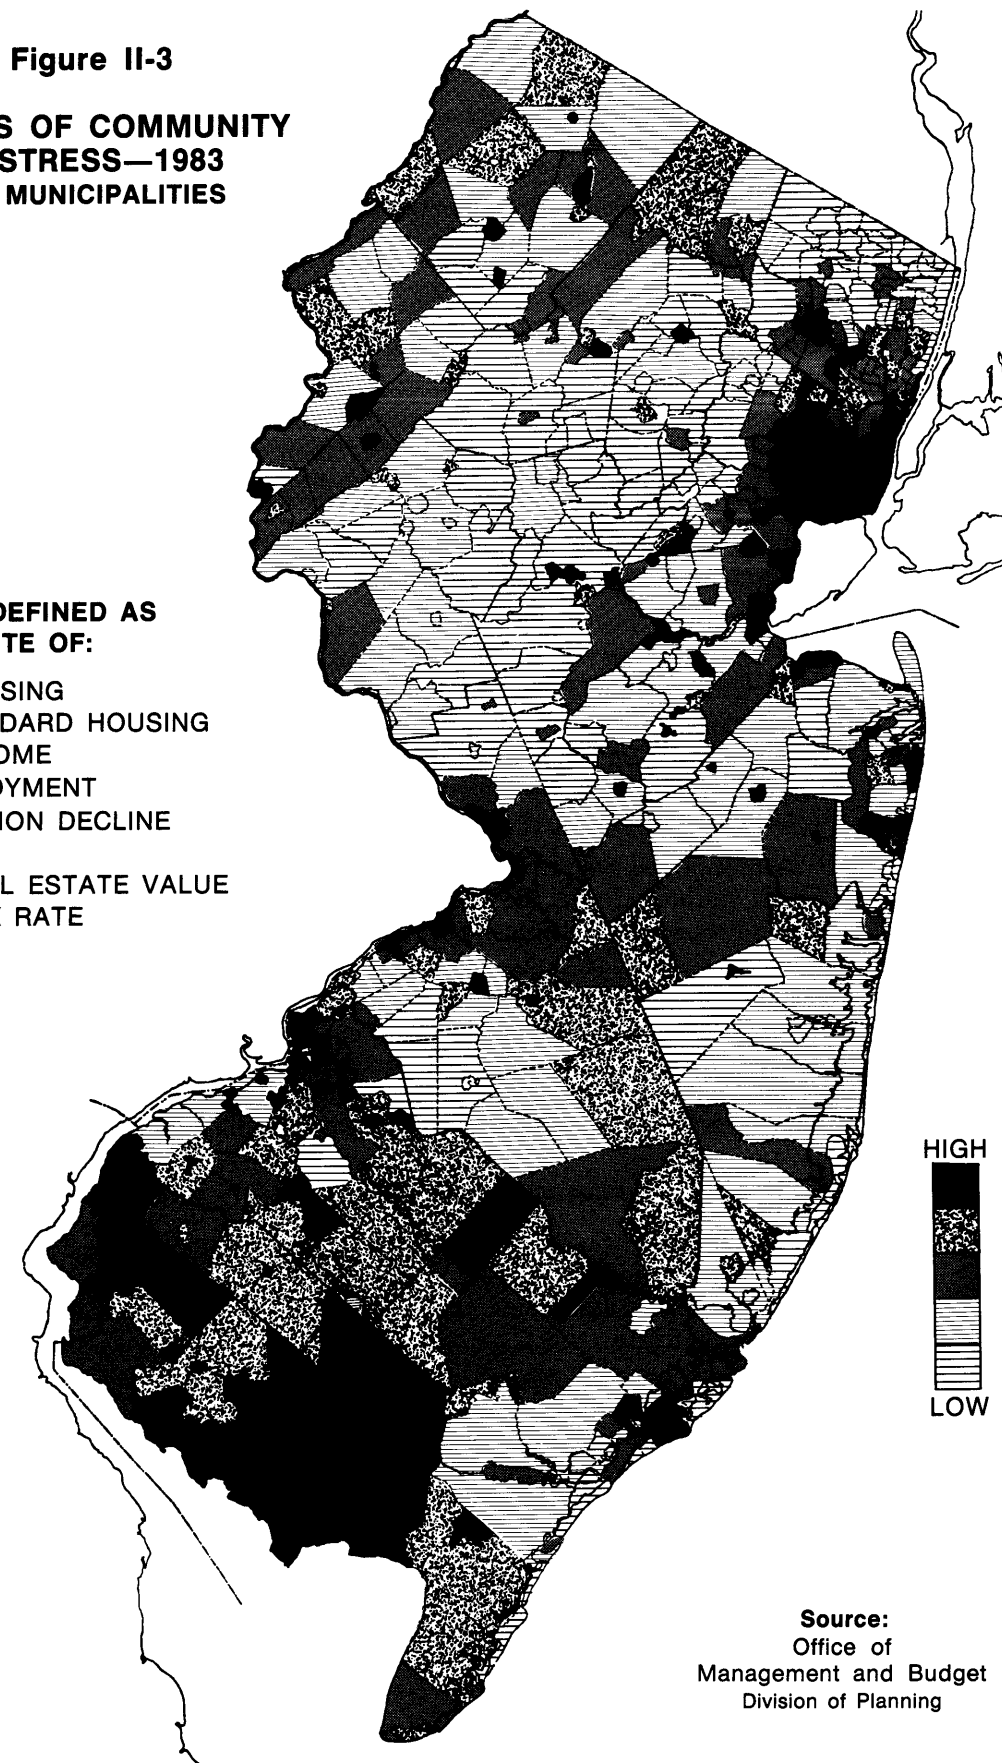 Figure II-3
S OF COMMUNITY
STRESS—1983
MUNICIPALITIES
DEFINED AS
TE OF:
SING
DARD HOUSING
OME
OYMENT
ION DECLINE
L ESTATE VALUE
RATE
HIGH
LOW
Source:
Office of
Management and Budget
Division of Planning